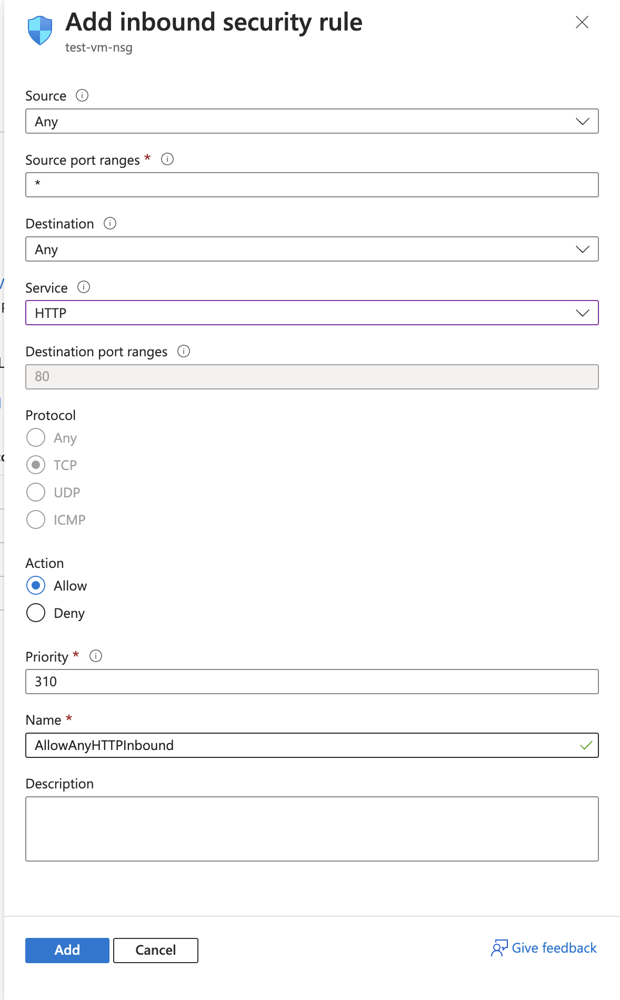 Add inbound security rule
test-vm-nsg
Source
Any
Source port ranges *
*
Destination
Any
Service
HTTP
Destination port ranges
80
Protocol
Any
TCP
UDP
ICMP
Action
Allow
Deny
Priority *
310
Name *
AllowAnyHTTPInbound
Description
Add
Cancel
Give feedback